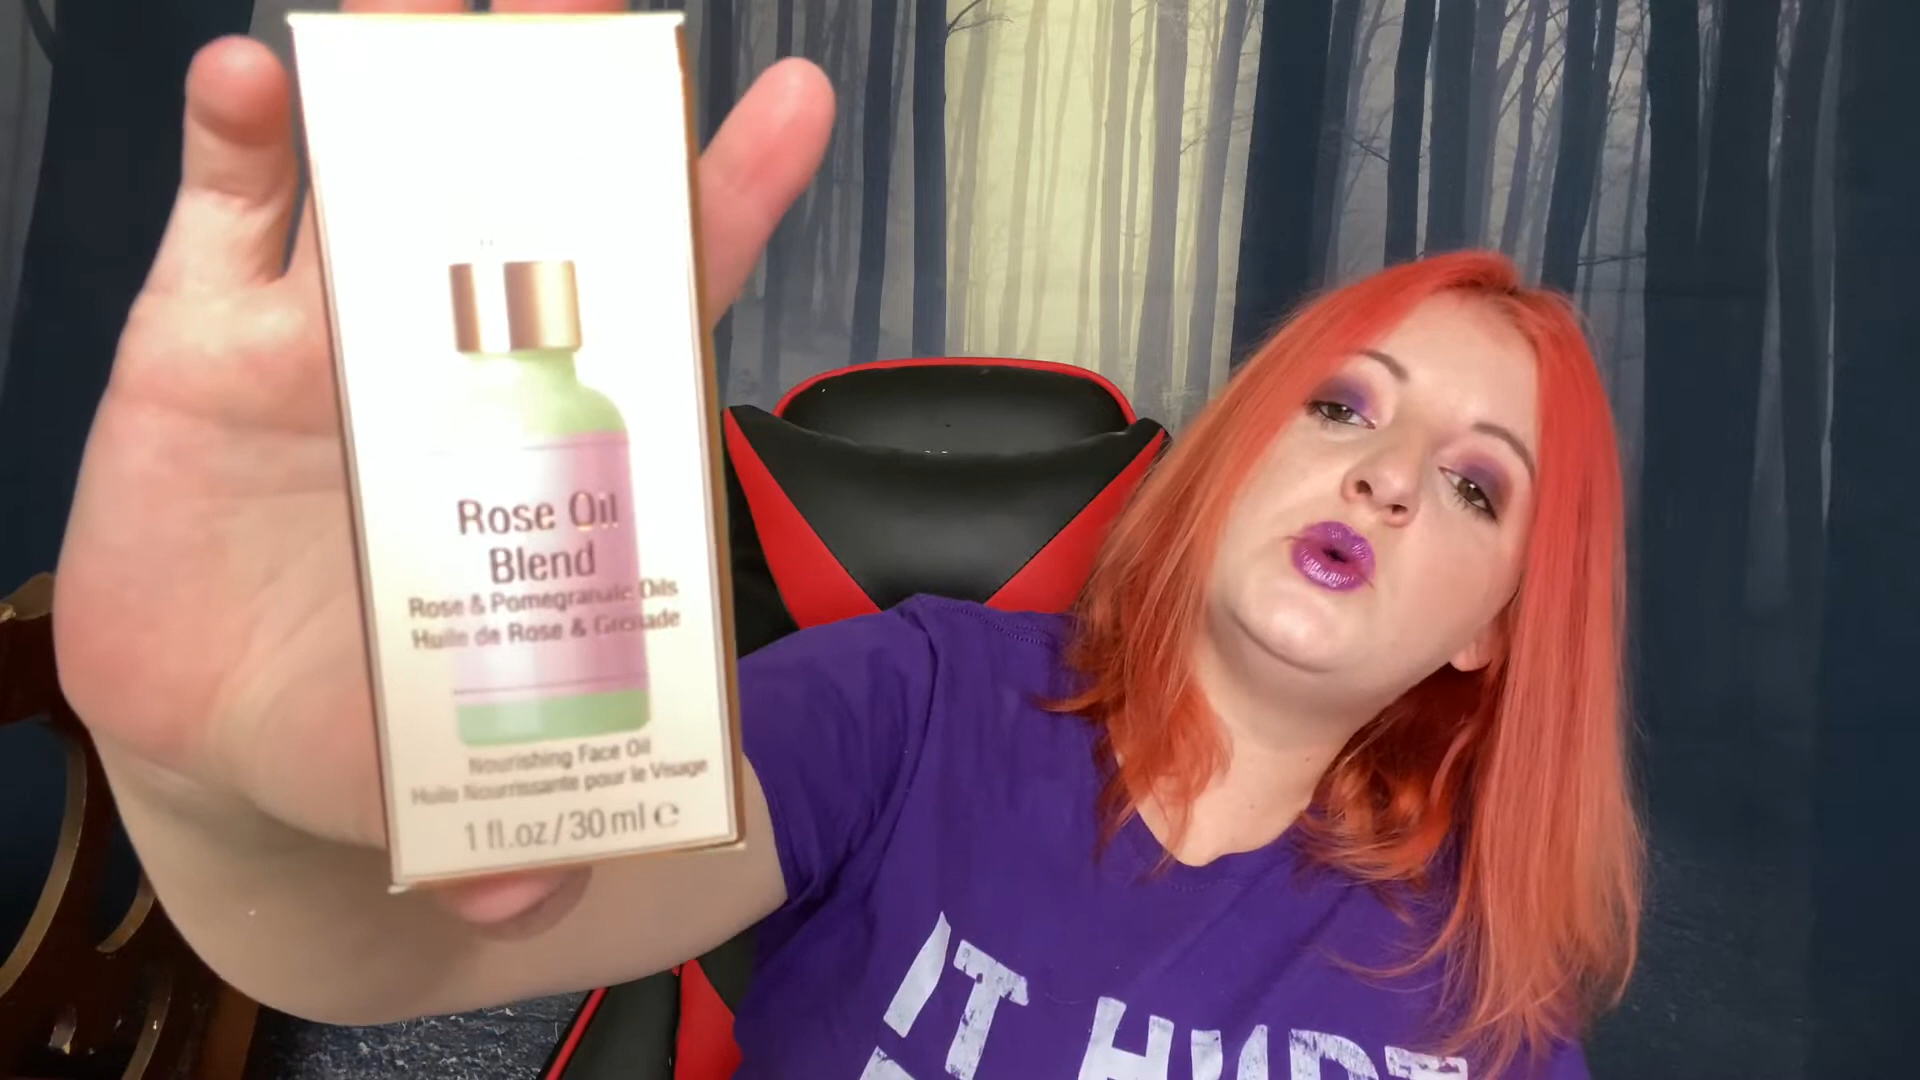 Rose Oil
Blend
Rose & Pomegranate Oils
Huile de Rose & Grenade
Nourishing Face Oil
Huile Nourrissante pour le Visage
1 fl.oz/30 ml e
IT HURT